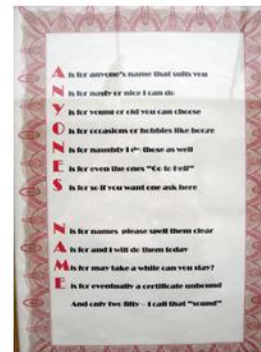 A is for anyone's name that suits you
N is for nasty or nice I can do
Y is for young or old you can choose
O is for occasions or hobbies like booze
N is for naughty I do those as well
E is for even the ones "Go to hell"
S is for so if you want one ask here
N is for names please spell them clear
A is for and I will do them today
M is for may take a while can you stay?
E is for eventually a certificate unbound
And only two fifty - I call that "sound"